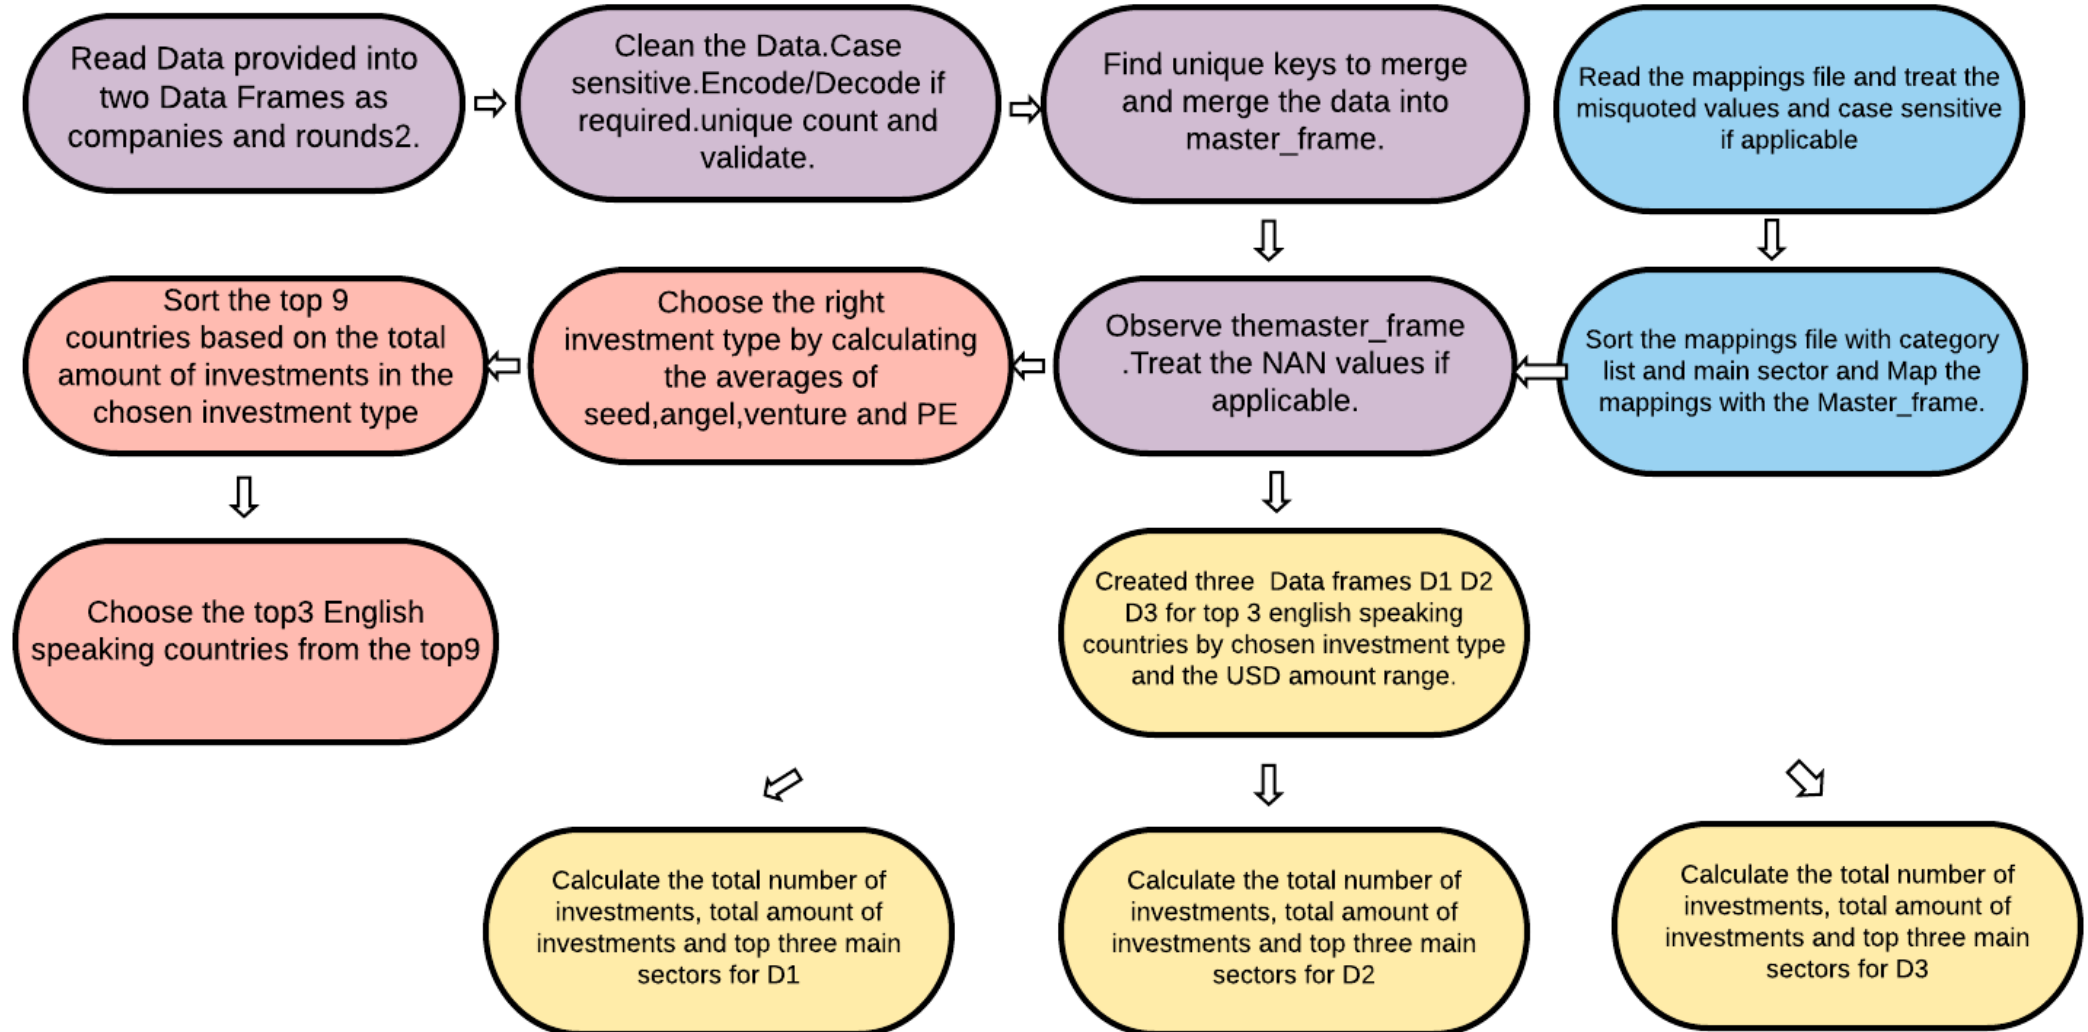 Read Data provided into
two Data Frames as
companies and rounds2.
Clean the Data.Case
sensitive.Encode/Decode if
required.unique count and
validate.
Find unique keys to merge
and merge the data into
master_frame.
Read the mappings file and treat the
misquoted values and case sensitive
if applicable
Sort the top 9
countries based on the total
amount of investments in the
chosen investment type
Choose the right
investment type by calculating
the averages of
seed,angel,venture and PE
Observe themaster_frame
.Treat the NAN values if
applicable.
Sort the mappings file with category
list and main sector and Map the
mappings with the Master_frame.
Choose the top3 English
speaking countries from the top9
Created three  Data frames D1 D2
D3 for top 3 english speaking
countries by chosen investment type
and the USD amount range.
Calculate the total number of
investments, total amount of
investments and top three main
sectors for D1
Calculate the total number of
investments, total amount of
investments and top three main
sectors for D2
Calculate the total number of
investments, total amount of
investments and top three main
sectors for D3